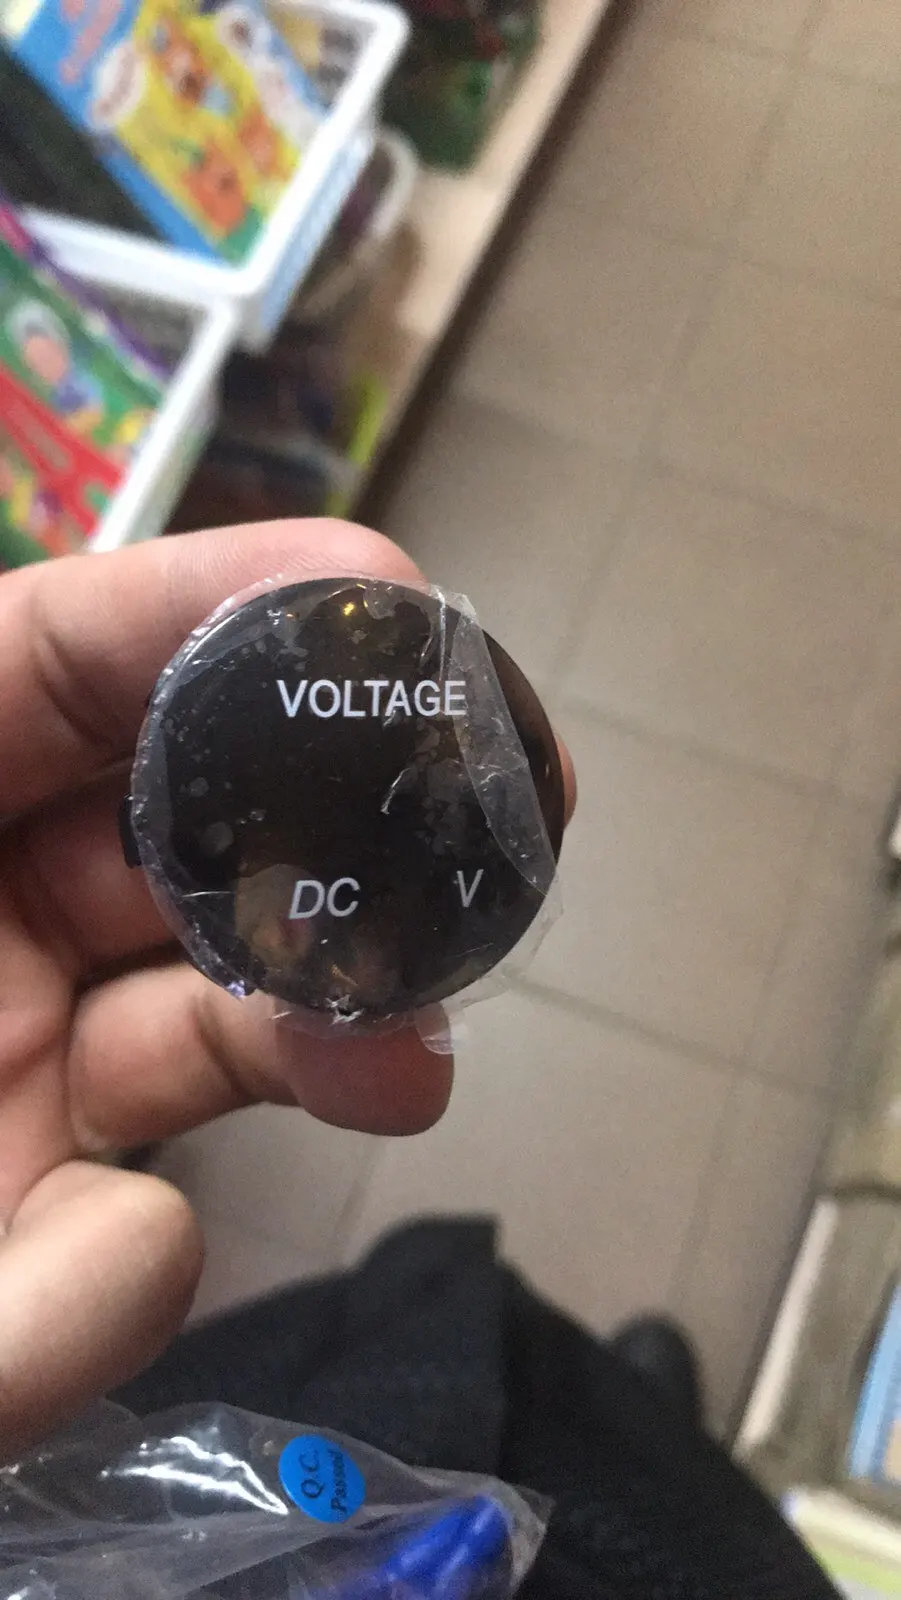 VOLTAGE
DC V
Q.C.
Passed